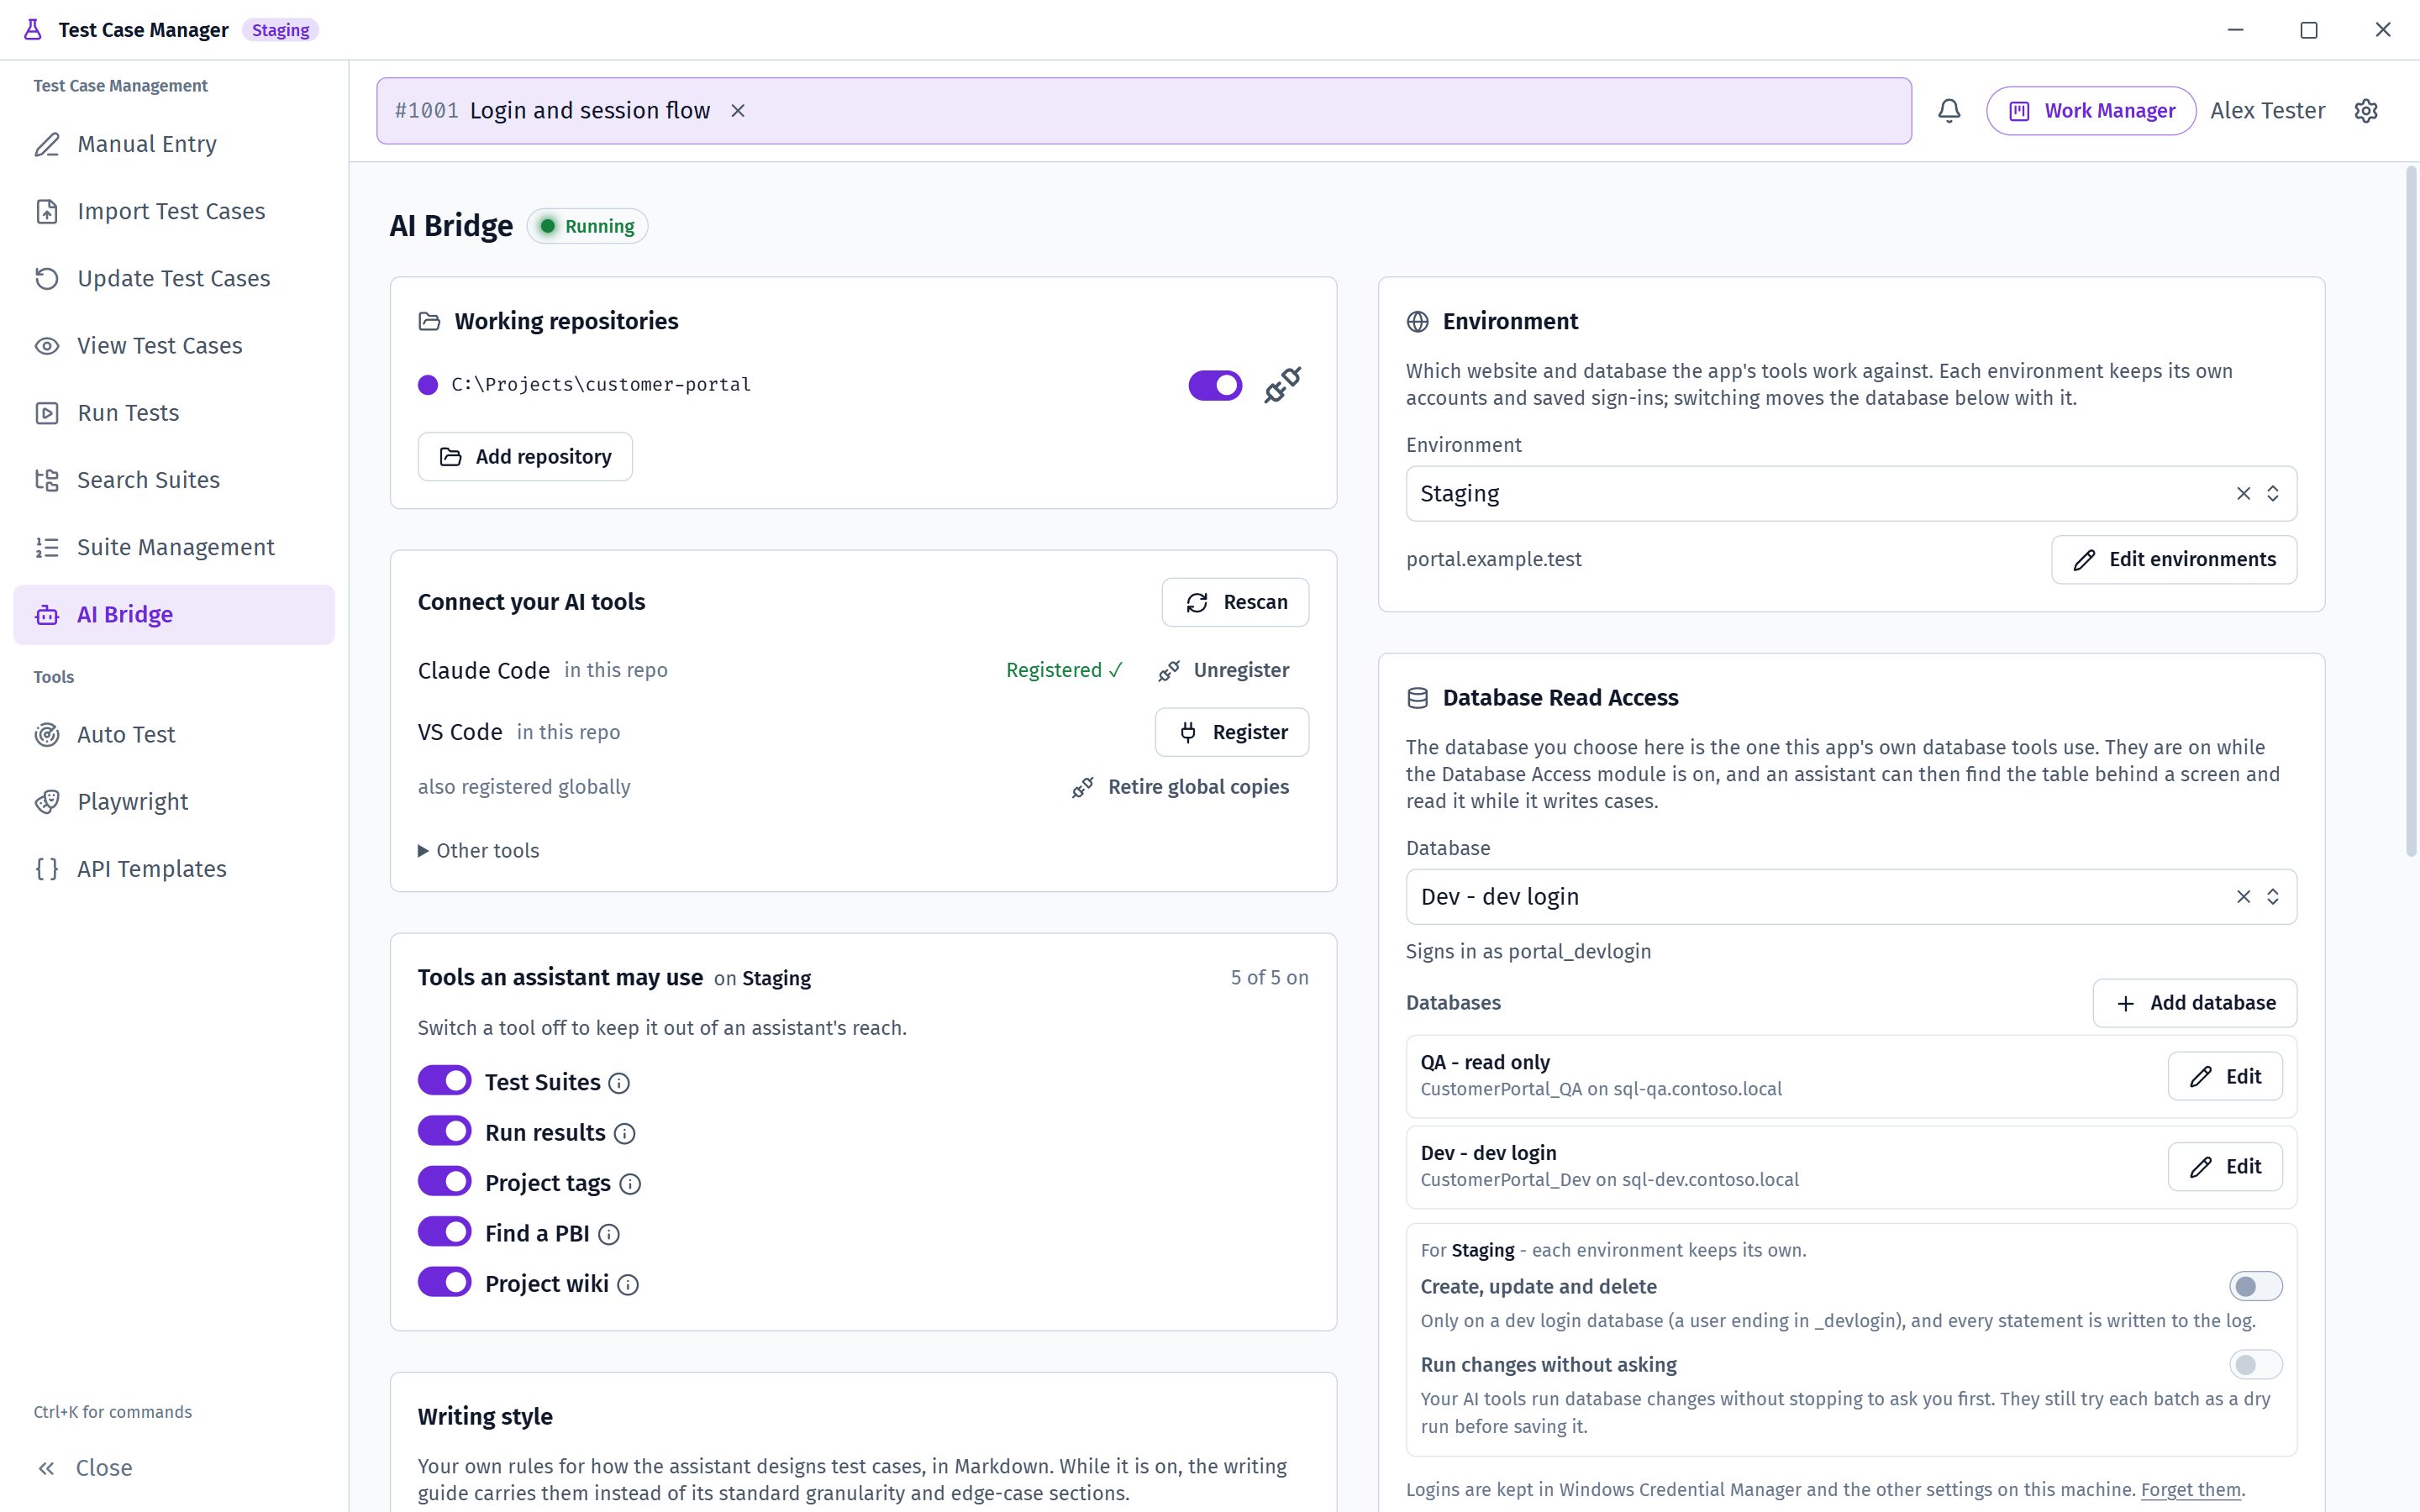 Test Case Manager Staging
Test Case Management
Manual Entry
Import Test Cases
Update Test Cases
View Test Cases
Run Tests
Search Suites
Suite Management
AI Bridge
Tools
Auto Test
Playwright
API Templates
Ctrl+K for commands
Close
#1001 Login and session flow
Work Manager
Alex Tester
AI Bridge Running
Working repositories
C:\Projects\customer-portal
Add repository
Connect your AI tools
Rescan
Claude Code in this repo Registered ✓ Unregister
VS Code in this repo Register
also registered globally Retire global copies
Other tools
Tools an assistant may use on Staging 5 of 5 on
Switch a tool off to keep it out of an assistant's reach.
Test Suites
Run results
Project tags
Find a PBI
Project wiki
Writing style
Your own rules for how the assistant designs test cases, in Markdown. While it is on, the writing
guide carries them instead of its standard granularity and edge-case sections.
Environment
Which website and database the app's tools work against. Each environment keeps its own
accounts and saved sign-ins; switching moves the database below with it.
Environment
Staging
portal.example.test
Edit environments
Database Read Access
The database you choose here is the one this app's own database tools use. They are on while
the Database Access module is on, and an assistant can then find the table behind a screen and
read it while it writes cases.
Database
Dev - dev login
Signs in as portal_devlogin
Databases
Add database
QA - read only
CustomerPortal_QA on sql-qa.contoso.local
Edit
Dev - dev login
CustomerPortal_Dev on sql-dev.contoso.local
Edit
For Staging - each environment keeps its own.
Create, update and delete
Only on a dev login database (a user ending in _devlogin), and every statement is written to the log.
Run changes without asking
Your AI tools run database changes without stopping to ask you first. They still try each batch as a dry
run before saving it.
Logins are kept in Windows Credential Manager and the other settings on this machine. Forget them.